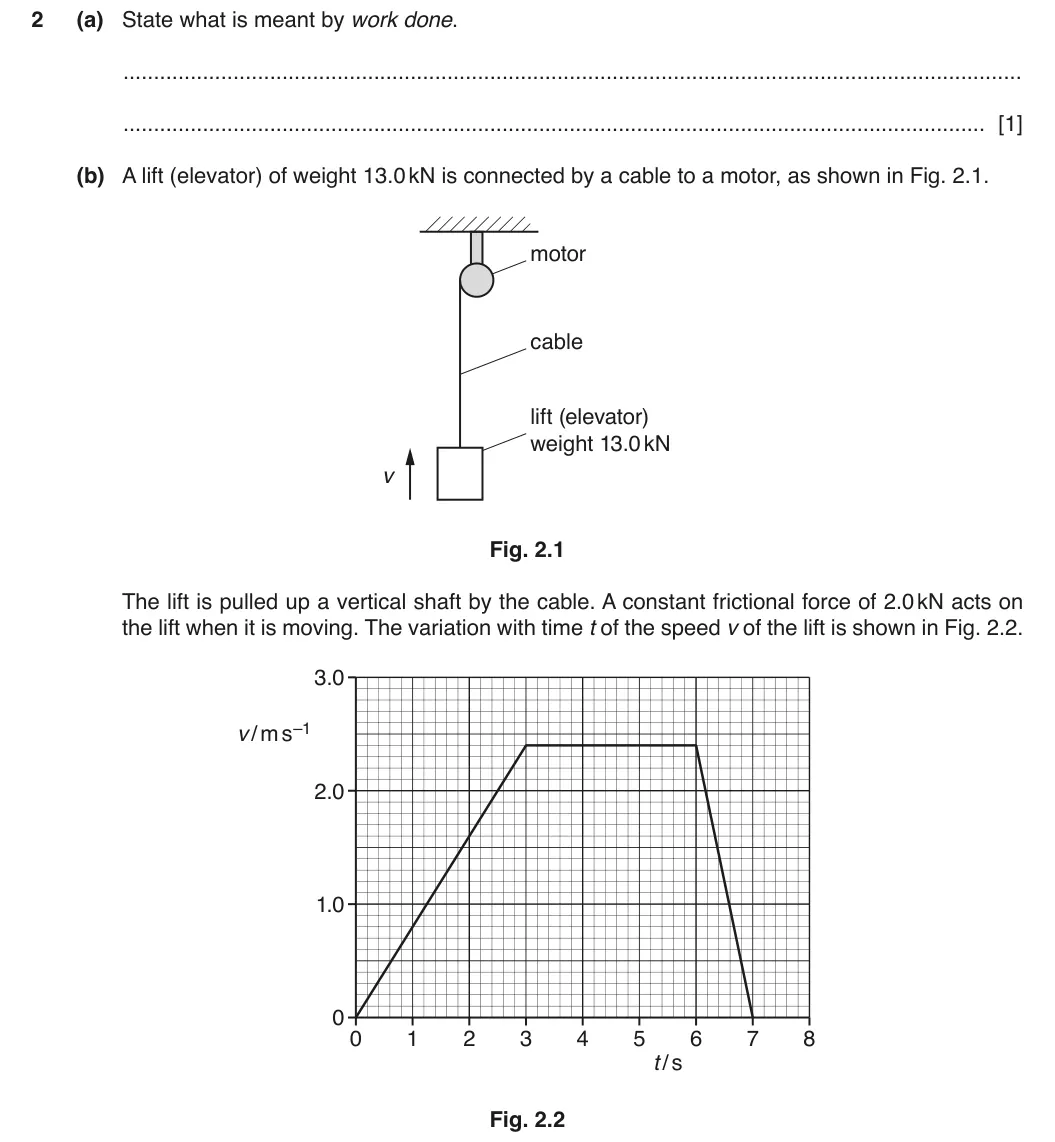 2 (a) State what is meant by work done.
........................................................................................................................................................
.................................................................................................................................................. [1]
(b) A lift (elevator) of weight 13.0 kN is connected by a cable to a motor, as shown in Fig. 2.1.
motor
cable
lift (elevator)
weight 13.0 kN
v
Fig. 2.1
The lift is pulled up a vertical shaft by the cable. A constant frictional force of 2.0 kN acts on
the lift when it is moving. The variation with time t of the speed v of the lift is shown in Fig. 2.2.
3.0
v / m s⁻¹
2.0
1.0
0
0 1 2 3 4 5 6 7 8
t / s
Fig. 2.2